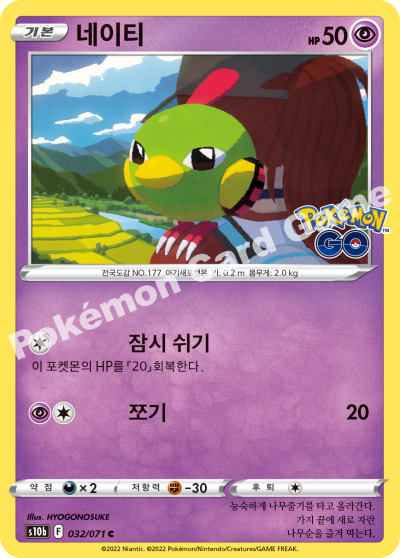 기본 네이티 HP 50
Pokémon GO
전국도감 NO.177 아기새포켓몬 키: 0.2 m 몸무게: 2.0 kg
Pokémon Card Game
잠시 쉬기
이 포켓몬의 HP를 「20」회복한다.
쪼기 20
약점 ×2 저항력 -30 후퇴
Illus. HYOGONOSUKE
능숙하게 나무줄기를 타고 올라간다.
s10b F 032/071 C
가지 끝에 새로 자란
나무순을 즐겨 먹는다.
©2022 Niantic. ©2022 Pokémon/Nintendo/Creatures/GAME FREAK.